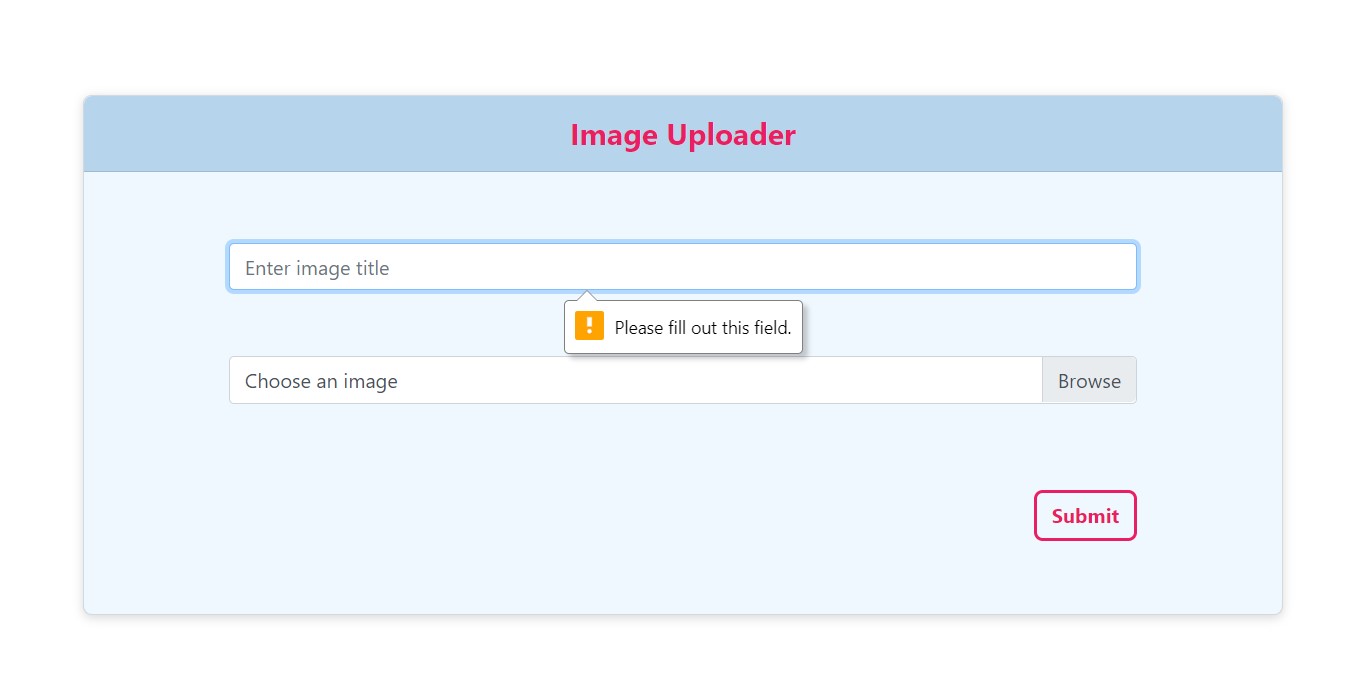 Image Uploader
Enter image title
Please fill out this field.
Choose an image
Browse
Submit